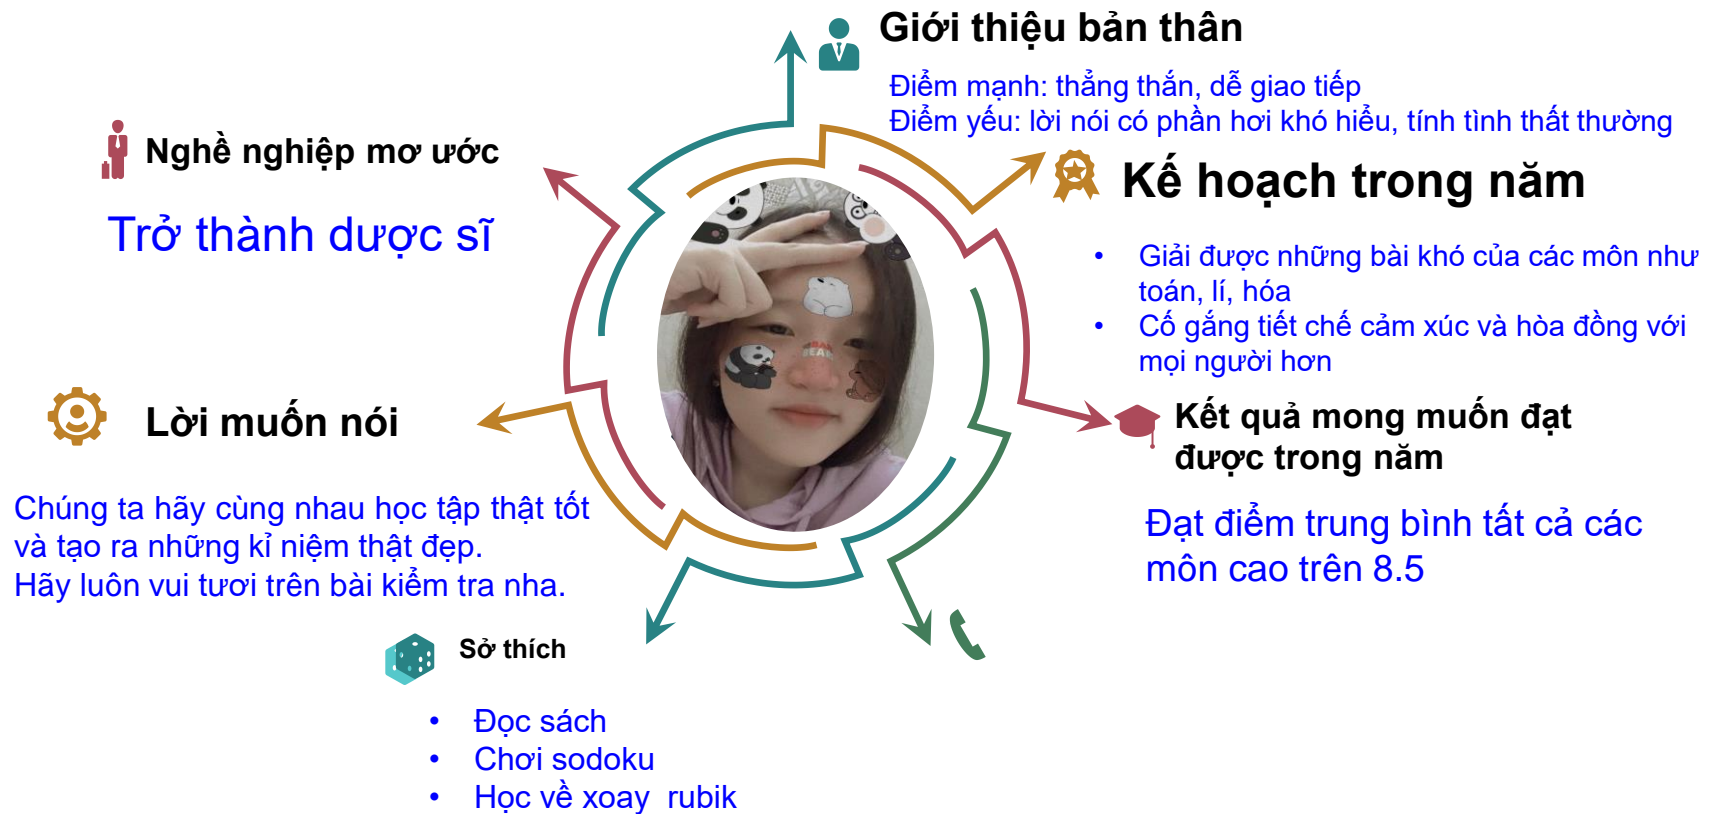 Giới thiệu bản thân
Điểm mạnh: thẳng thắn, dễ giao tiếp
Điểm yếu: lời nói có phần hơi khó hiểu, tính tình thất thường
Nghề nghiệp mơ ước
Trở thành dược sĩ
Kế hoạch trong năm
• Giải được những bài khó của các môn như
toán, lí, hóa
• Cố gắng tiết chế cảm xúc và hòa đồng với
mọi người hơn
Lời muốn nói
Chúng ta hãy cùng nhau học tập thật tốt
và tạo ra những kỉ niệm thật đẹp.
Hãy luôn vui tươi trên bài kiểm tra nha.
Kết quả mong muốn đạt
được trong năm
Đạt điểm trung bình tất cả các
môn cao trên 8.5
Sở thích
• Đọc sách
• Chơi sodoku
• Học về xoay rubik